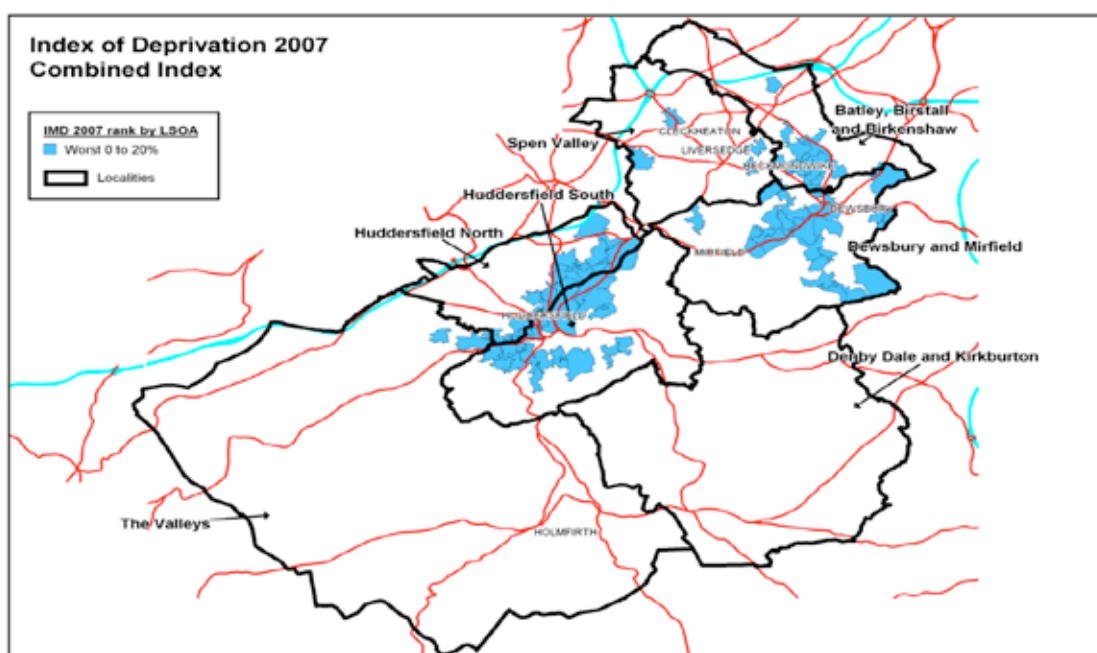 Index of Deprivation 2007
Combined Index
IMD 2007 rank by LSOA
Worst 0 to 20%
Localities
Batley, Birstall
and Birkenshaw
CLECKHEATON
Spen Valley
LIVERSEDGE
HECKMONDWIKE
Huddersfield South
DEWSBURY
Huddersfield North
Dewsbury and Mirfield
MIRFIELD
HUDDERSFIELD
Denby Dale and Kirkburton
The Valleys
HOLMFIRTH